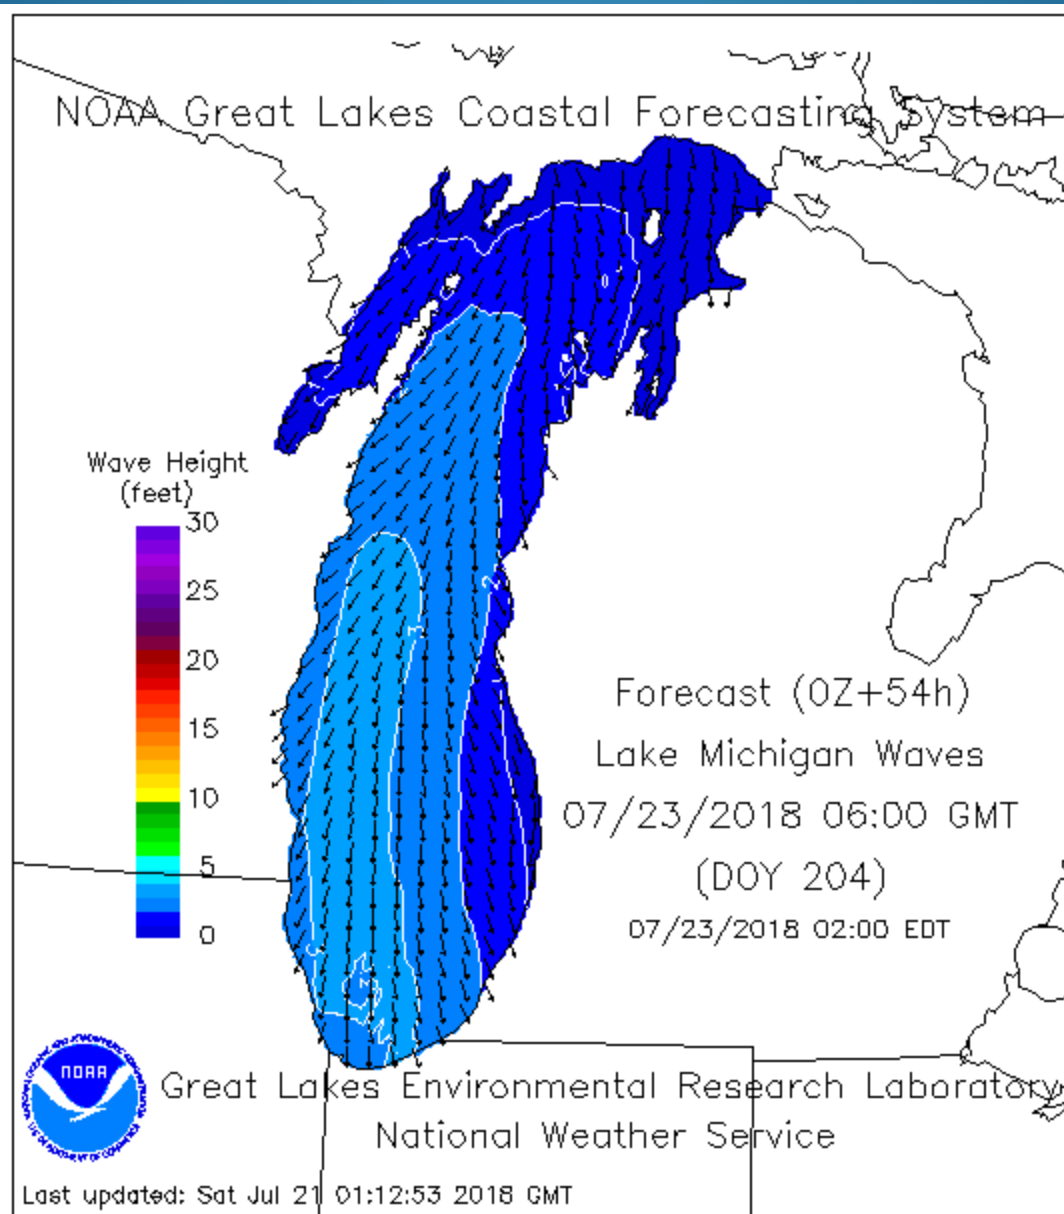 NOAA Great Lakes Coastal Forecasting System
Wave Height
(feet)
30
25
20
15
10
5
0
2
3
Forecast (0Z+54h)
Lake Michigan Waves
07/23/2018 06:00 GMT
(DOY 204)
07/23/2018 02:00 EDT
NOAA
Great Lakes Environmental Research Laboratory
National Weather Service
Last updated: Sat Jul 21 01:12:53 2018 GMT